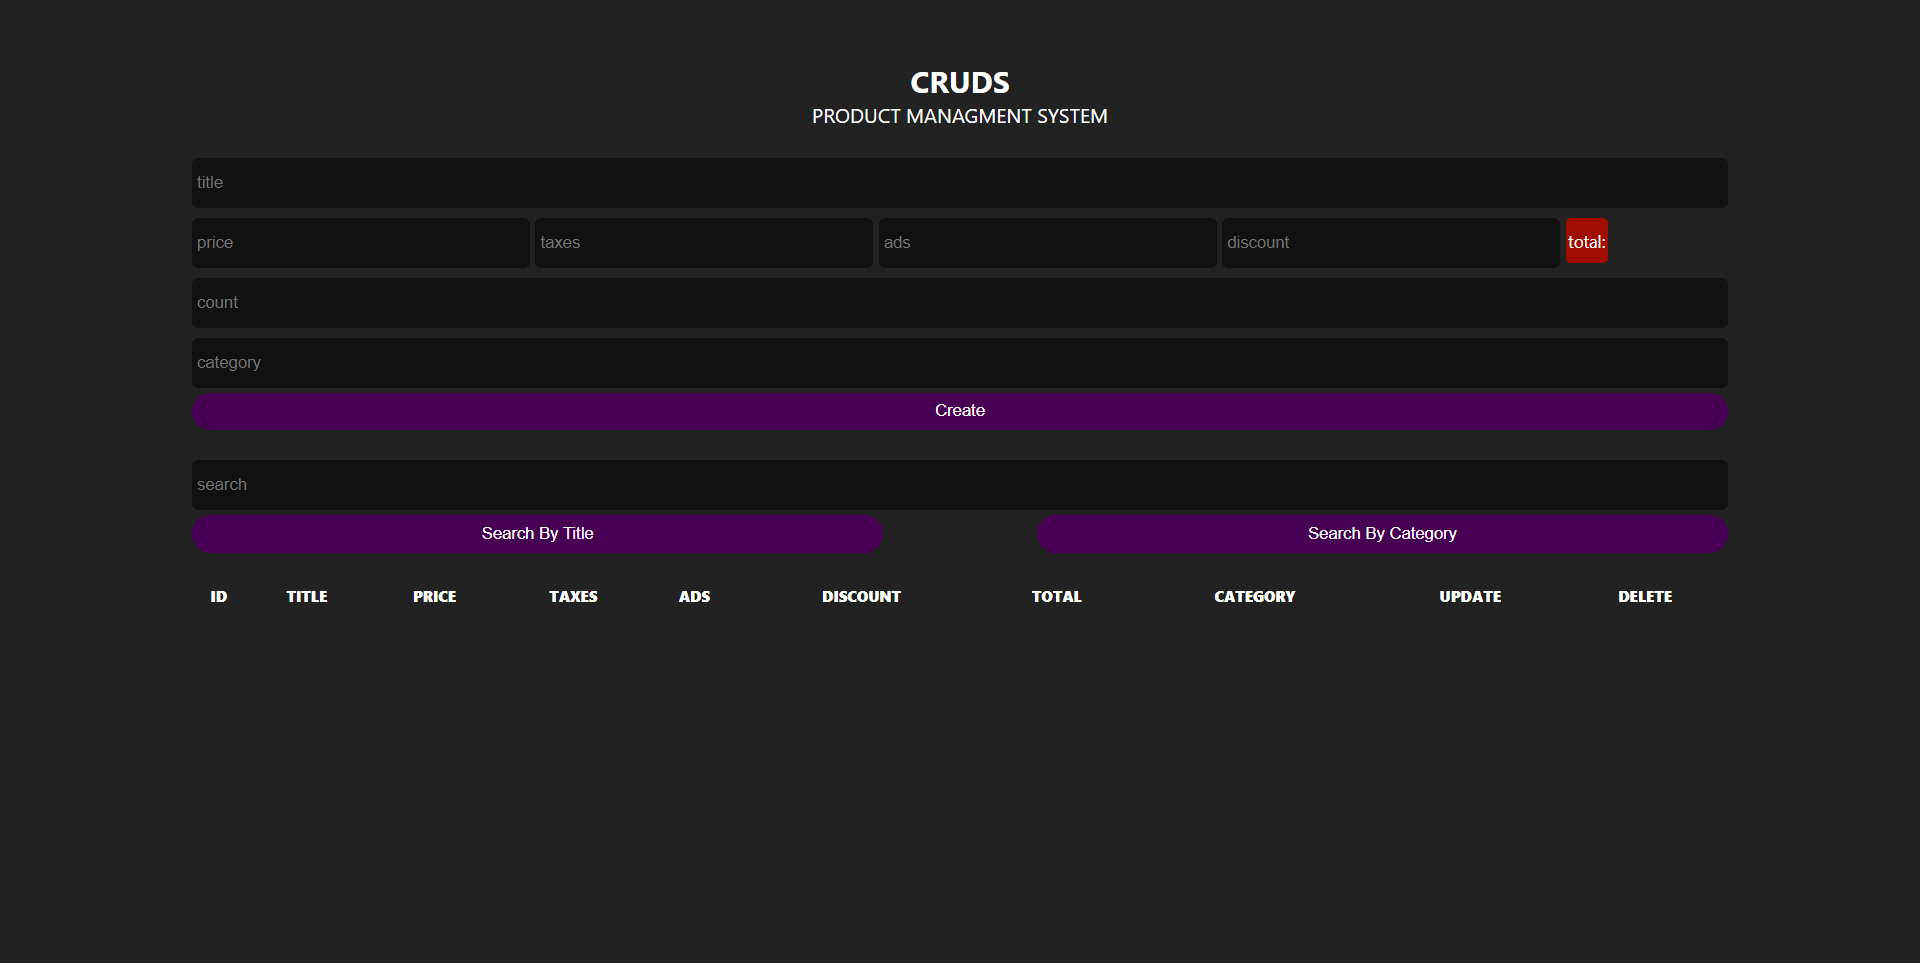 CRUDS
PRODUCT MANAGMENT SYSTEM
title
price taxes ads discount total:
count
category
Create
search
Search By Title Search By Category
ID TITLE PRICE TAXES ADS DISCOUNT TOTAL CATEGORY UPDATE DELETE